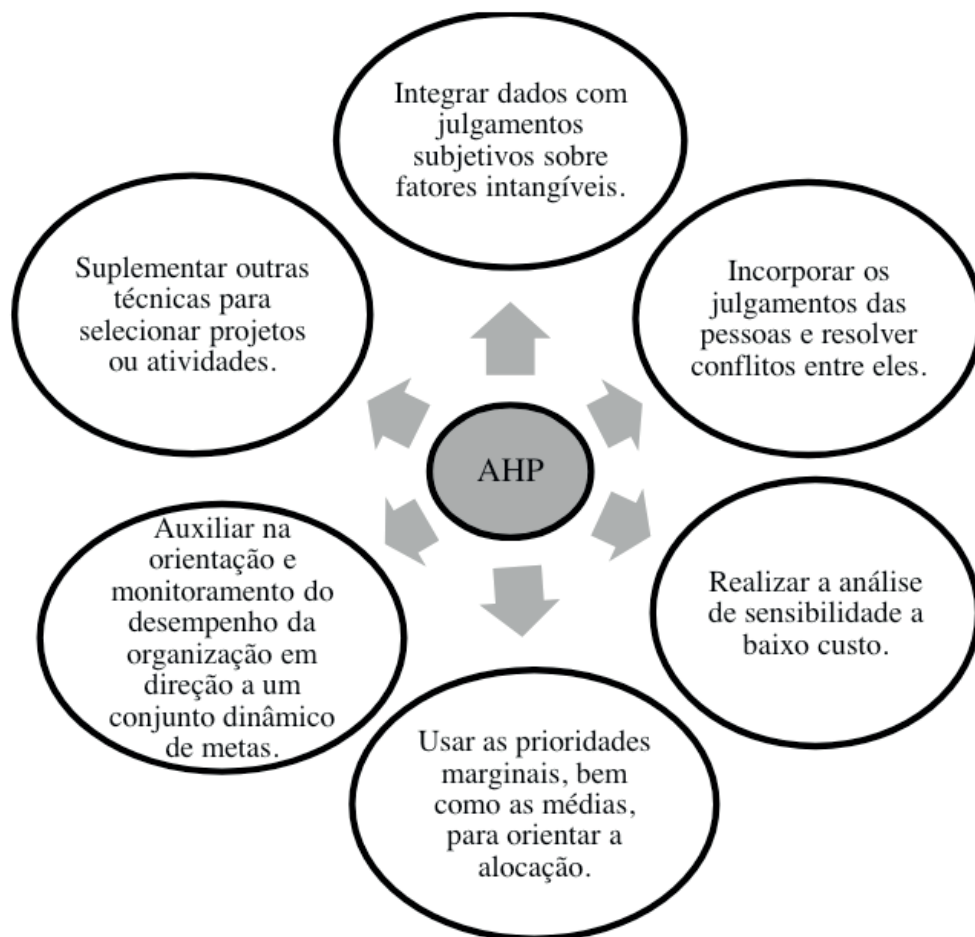 Integrar dados com
julgamentos
subjetivos sobre
fatores intangíveis.
Suplementar outras
técnicas para
selecionar projetos
ou atividades.
Incorporar os
julgamentos das
pessoas e resolver
conflitos entre eles.
AHP
Auxiliar na
orientação e
monitoramento do
desempenho da
organização em
direção a um
conjunto dinâmico
de metas.
Realizar a análise
de sensibilidade a
baixo custo.
Usar as prioridades
marginais, bem
como as médias,
para orientar a
alocação.